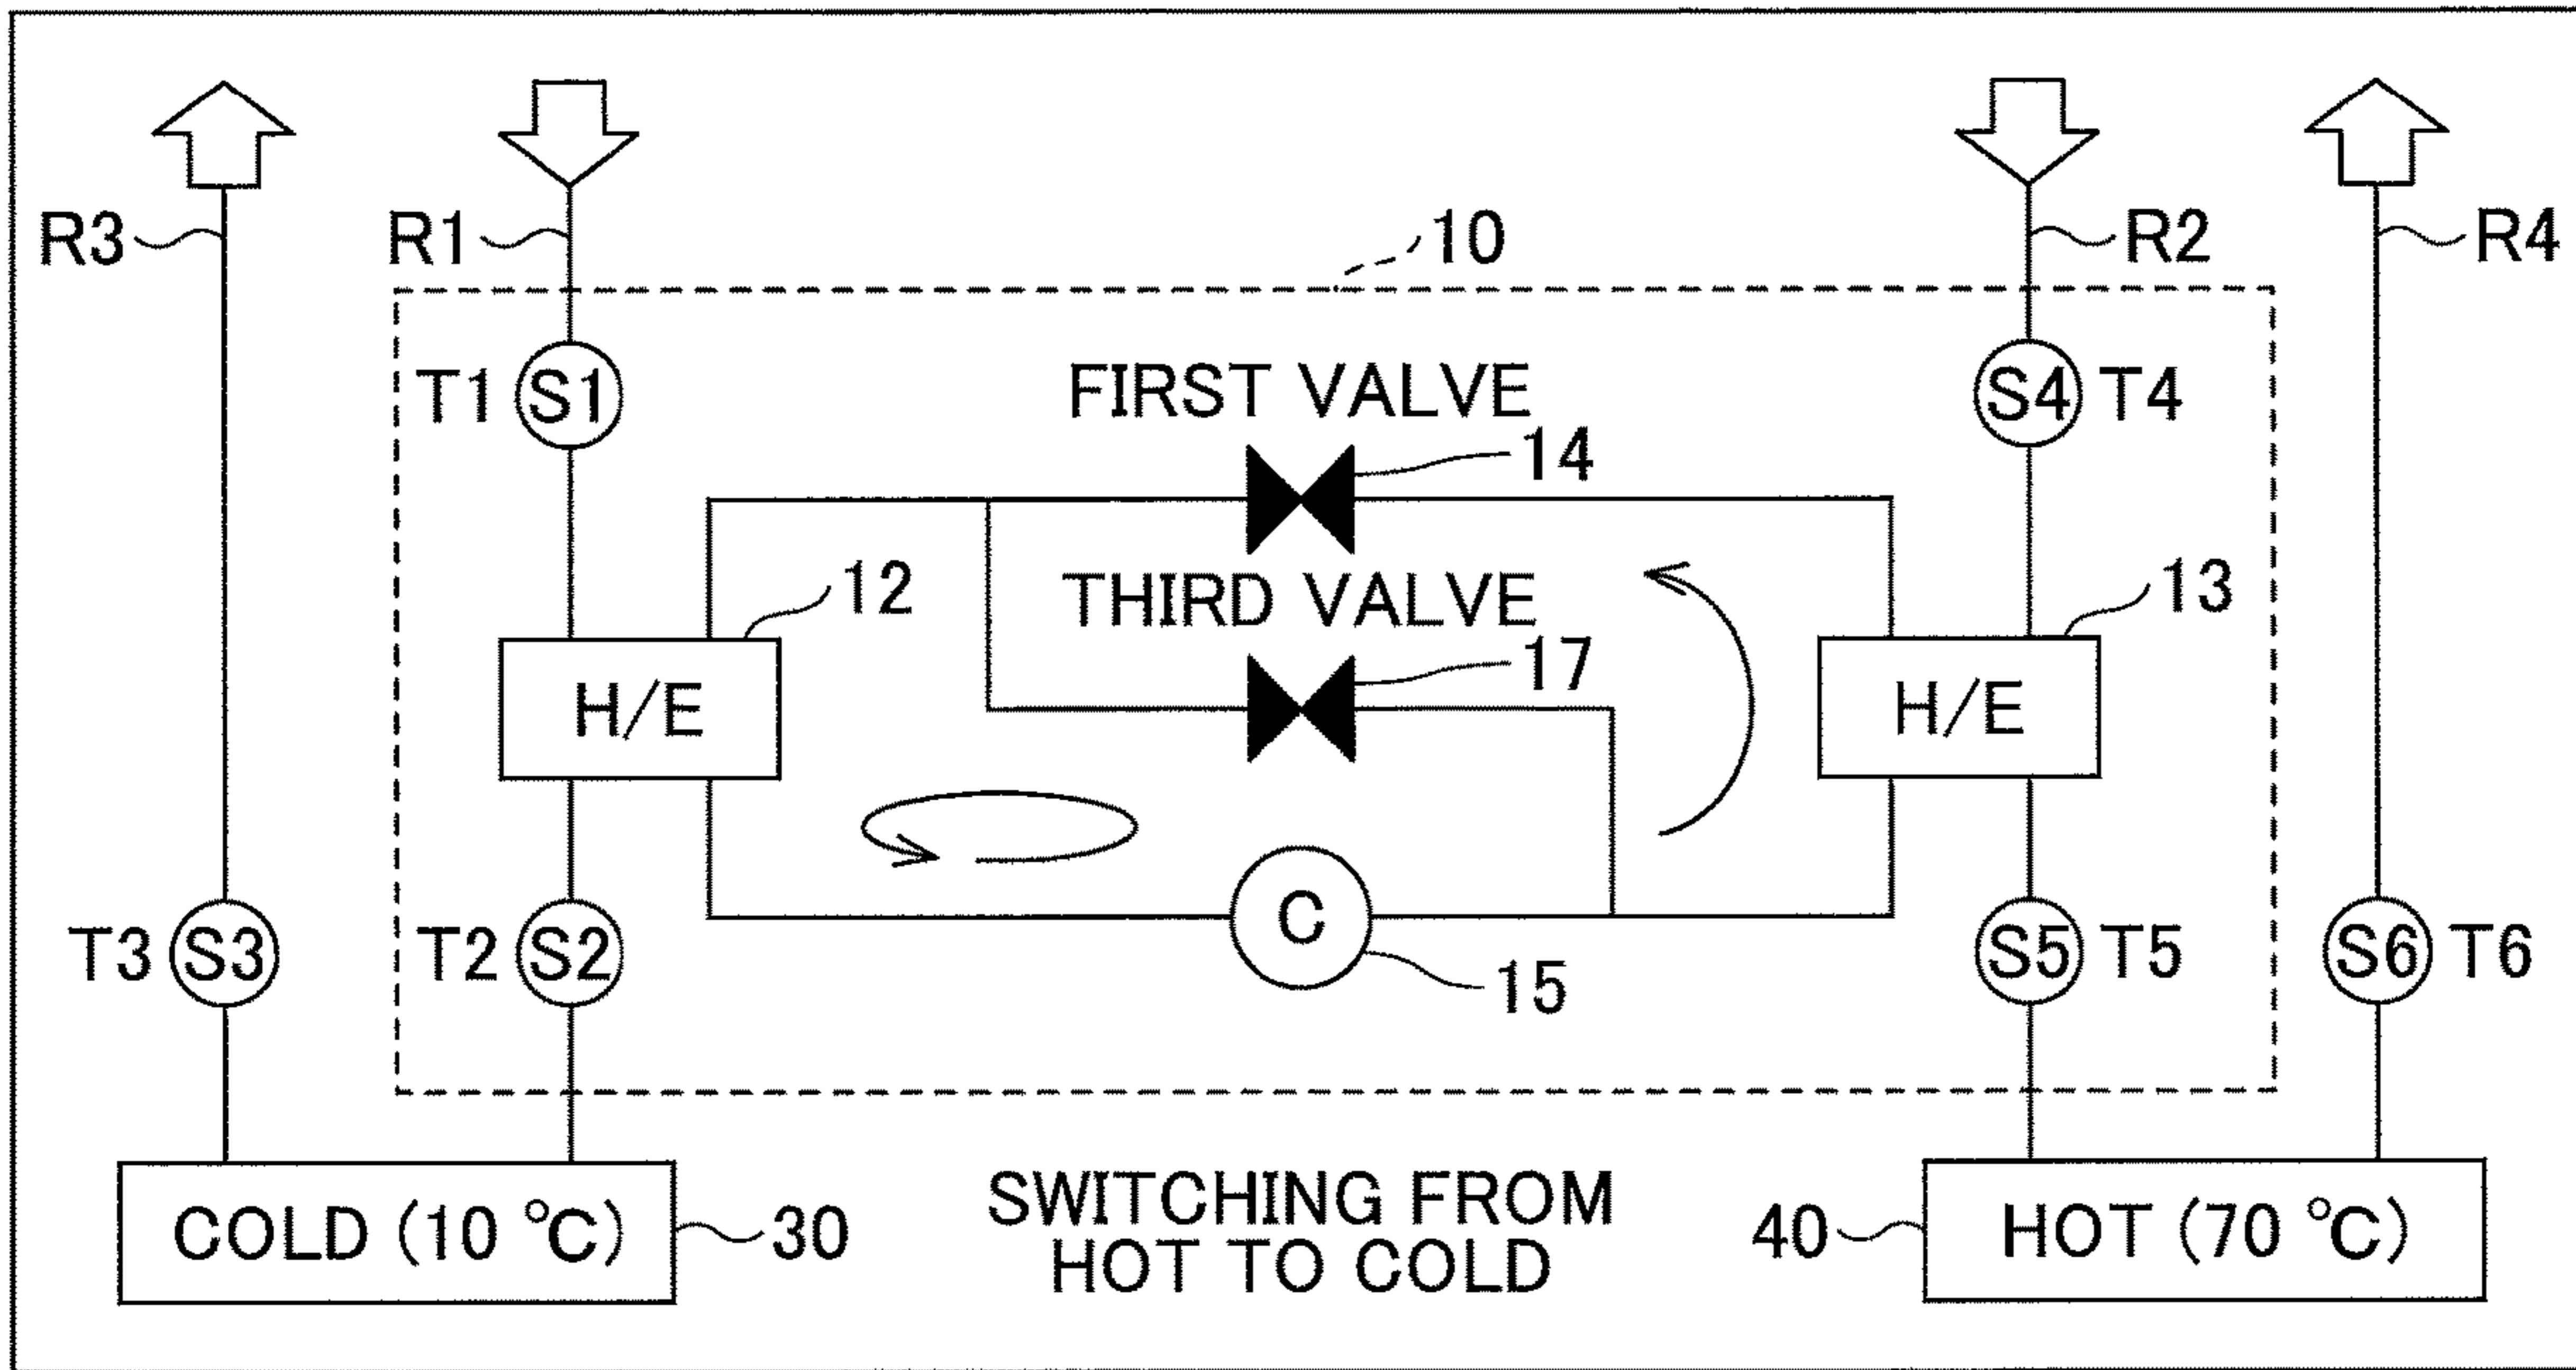 R3
R1
10
R2
R4
T1 S1
FIRST VALVE
S4 T4
14
12
THIRD VALVE
13
17
H/E
H/E
T3 S3
T2 S2
C
15
S5 T5
S6 T6
COLD (10 ℃)
30
SWITCHING FROM
HOT TO COLD
40
HOT (70 ℃)